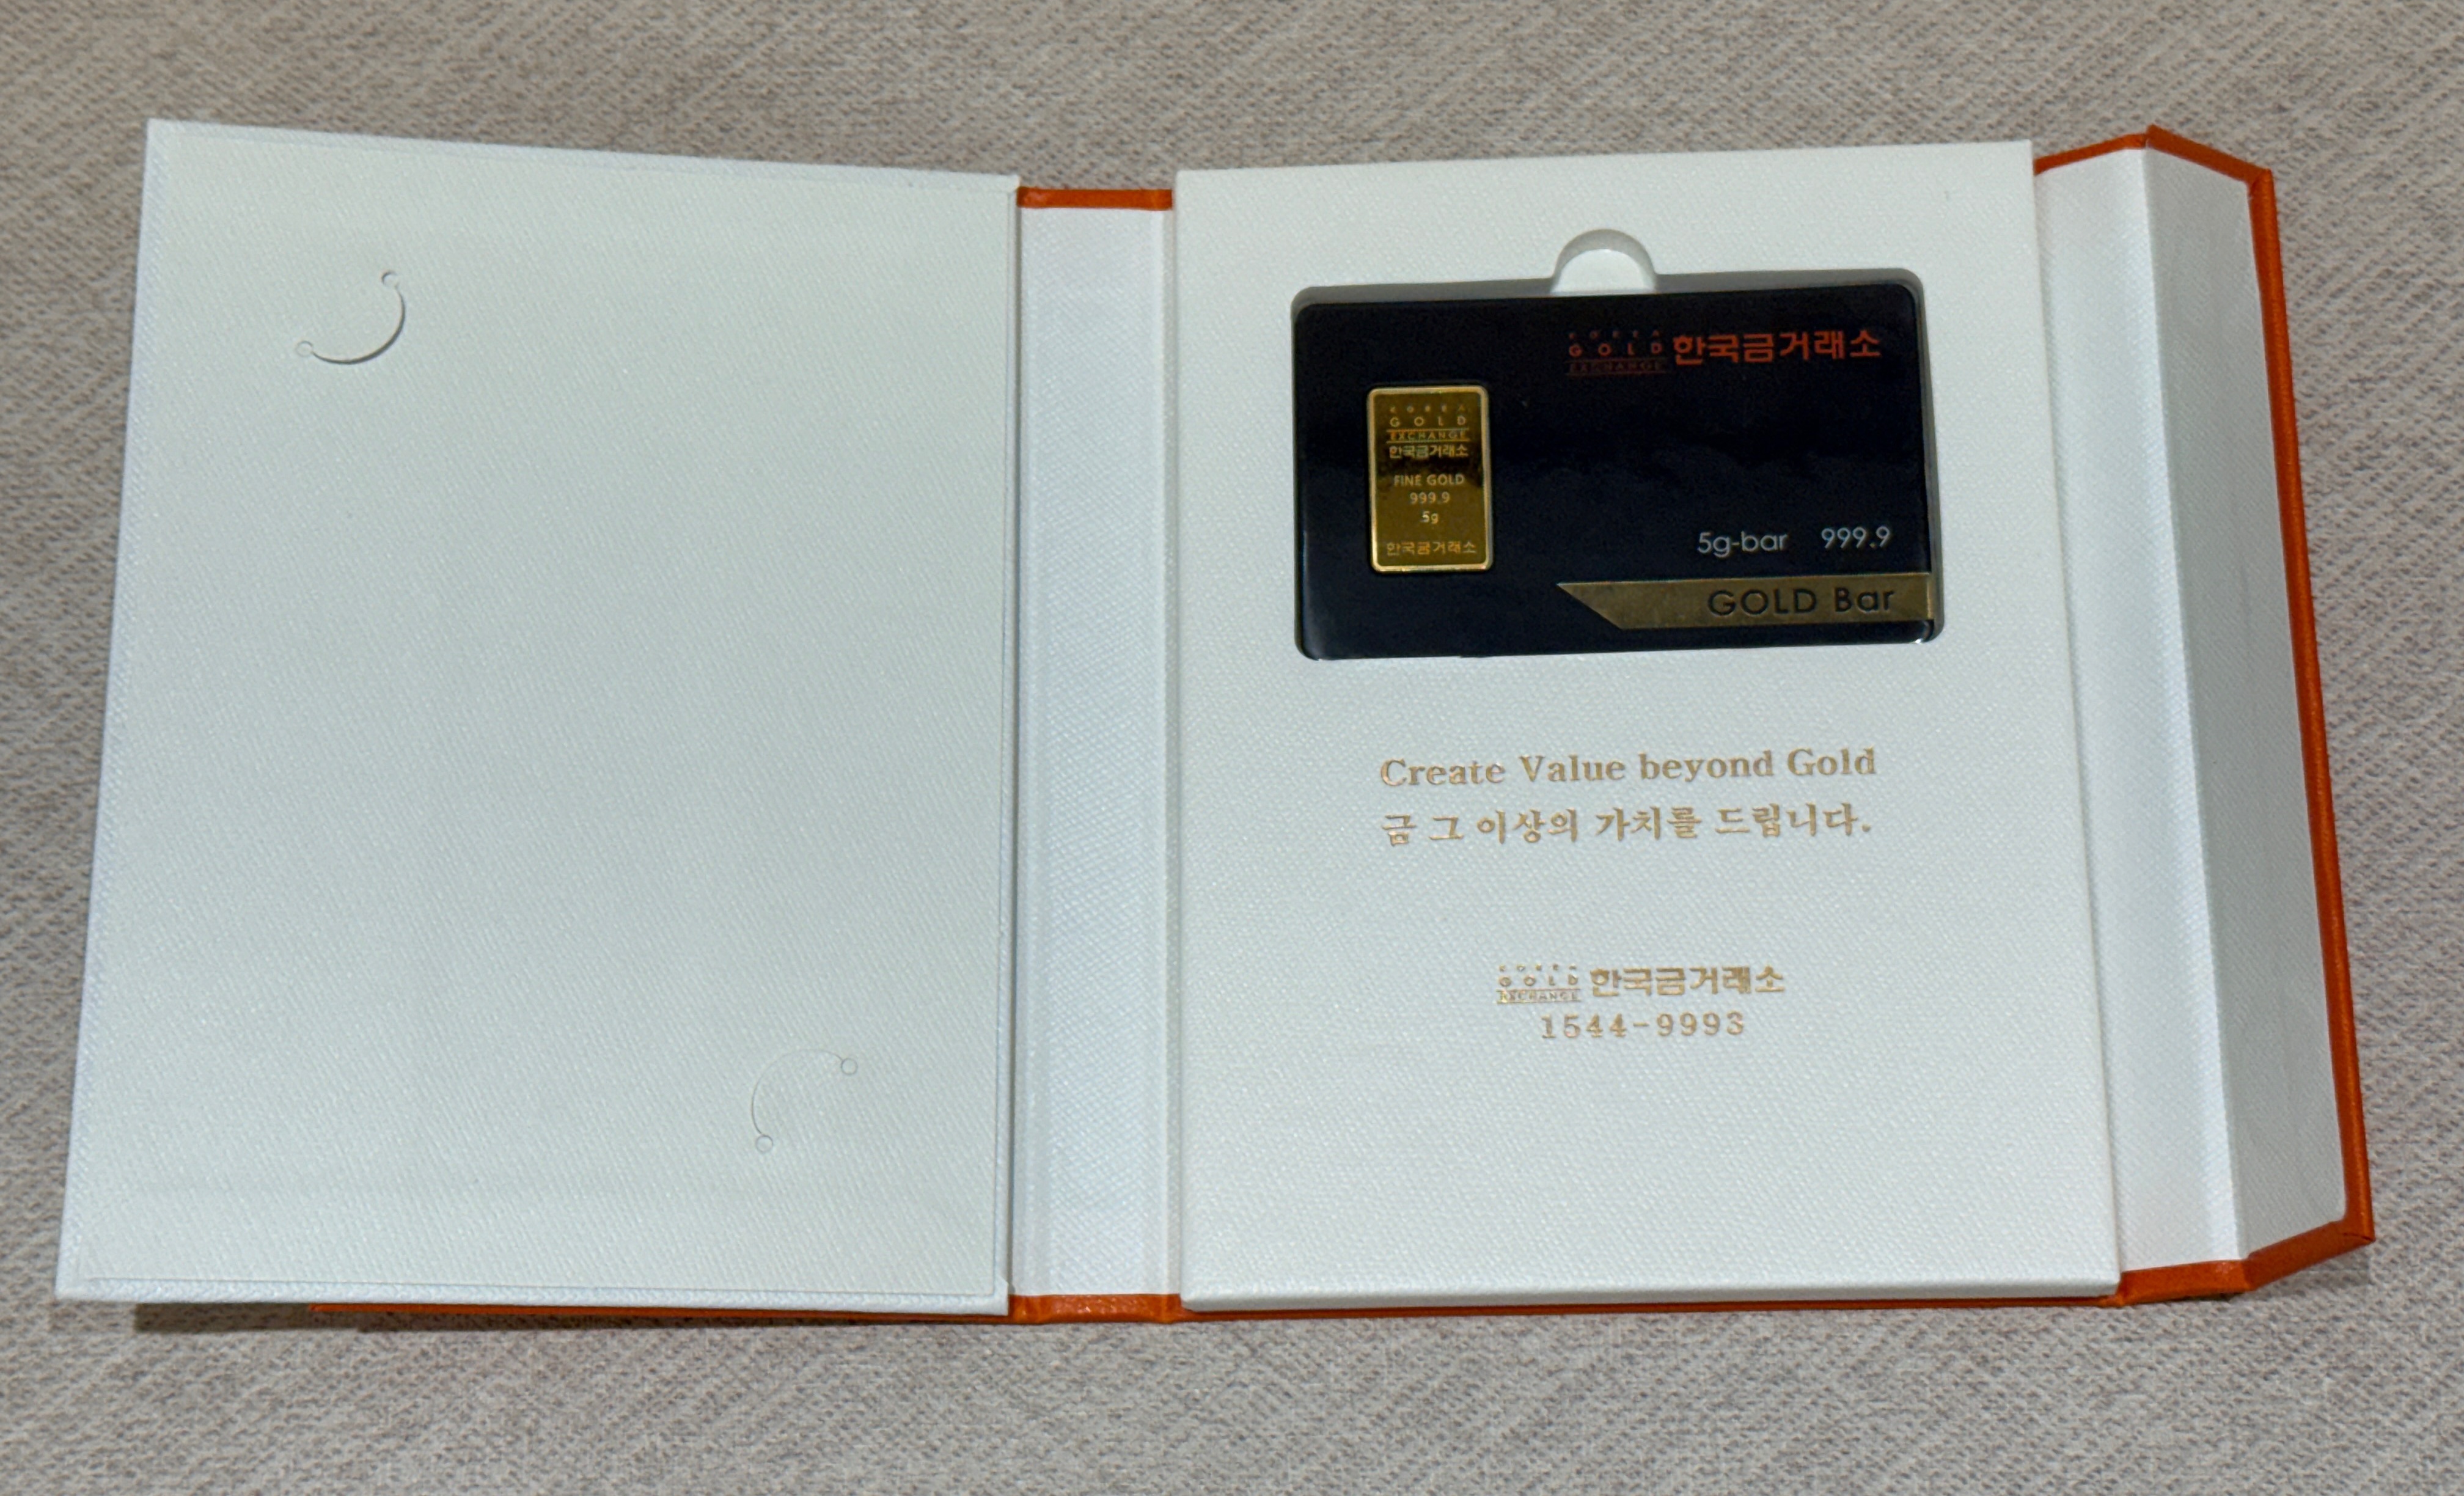 KOREA
GOLD
EXCHANGE
한국금거래소
KOREA
GOLD
EXCHANGE
한국금거래소
FINE GOLD
999.9
5g
한국금거래소
5g-bar 999.9
GOLD Bar
Create Value beyond Gold
금 그 이상의 가치를 드립니다.
KOREA
GOLD
EXCHANGE
한국금거래소
1544-9993